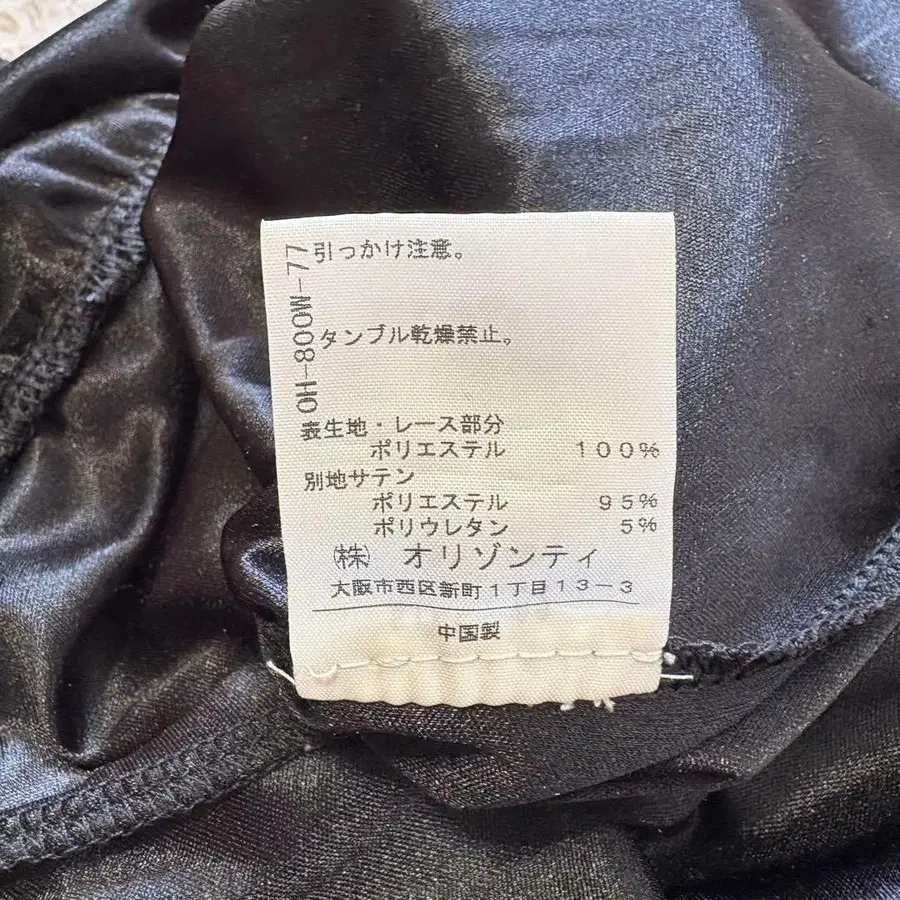 引っかけ注意。
OH-800W-77
タンブル乾燥禁止。
表生地・レース部分
ポリエステル 100%
別地サテン
ポリエステル 95%
ポリウレタン 5%
(株) オリゾンティ
大阪市西区新町1丁目13-3
中国製